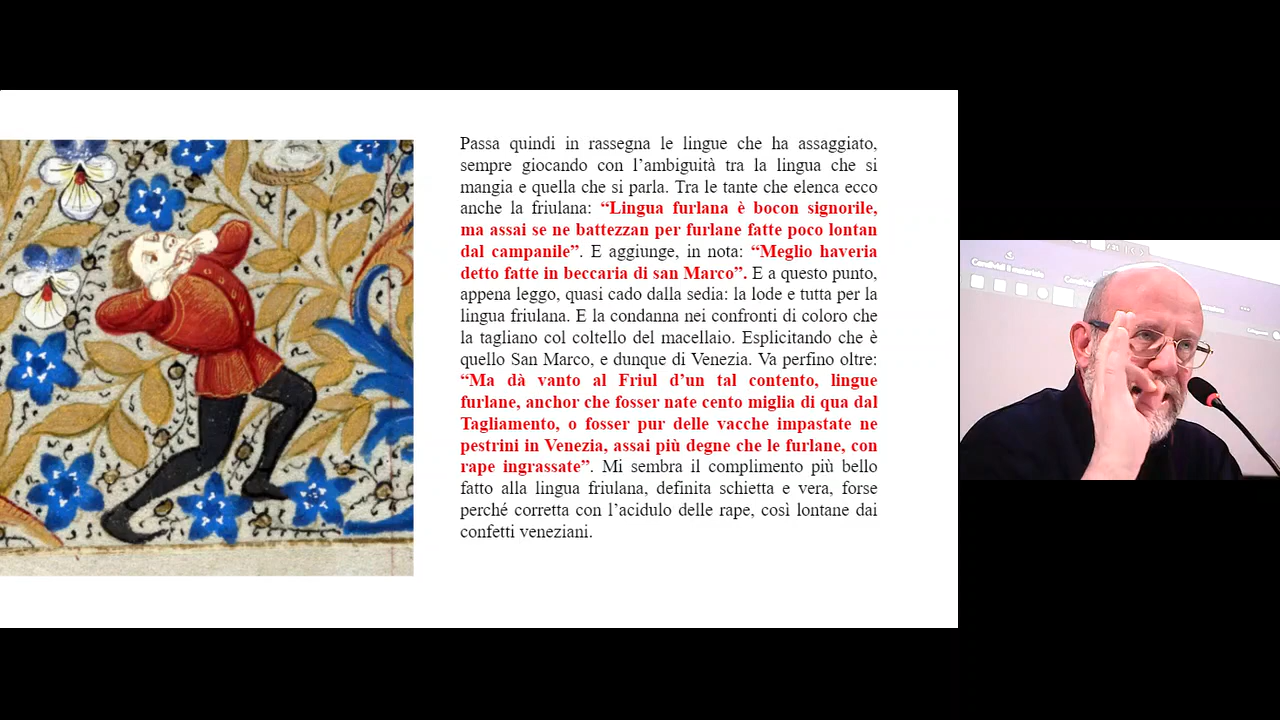 Passa quindi in rassegna le lingue che ha assaggiato,
sempre giocando con l’ambiguità tra la lingua che si
mangia e quella che si parla. Tra le tante che elenca ecco
anche la friulana: “Lingua furlana è bocon signorile,
ma assai se ne battezzan per furlane fatte poco lontan
dal campanile”. E aggiunge, in nota: “Meglio haveria
detto fatte in beccaria di san Marco”. E a questo punto,
appena leggo, quasi cado dalla sedia: la lode e tutta per la
lingua friulana. E la condanna nei confronti di coloro che
la tagliano col coltello del macellaio. Esplicitando che è
quello San Marco, e dunque di Venezia. Va perfino oltre:
“Ma dà vanto al Friul d’un tal contento, lingue
furlane, anchor che fosser nate cento miglia di qua dal
Tagliamento, o fosser pur delle vacche impastate ne
pestrini in Venezia, assai più degne che le furlane, con
rape ingrassate”. Mi sembra il complimento più bello
fatto alla lingua friulana, definita schietta e vera, forse
perché corretta con l’acidulo delle rape, così lontane dai
confetti veneziani.